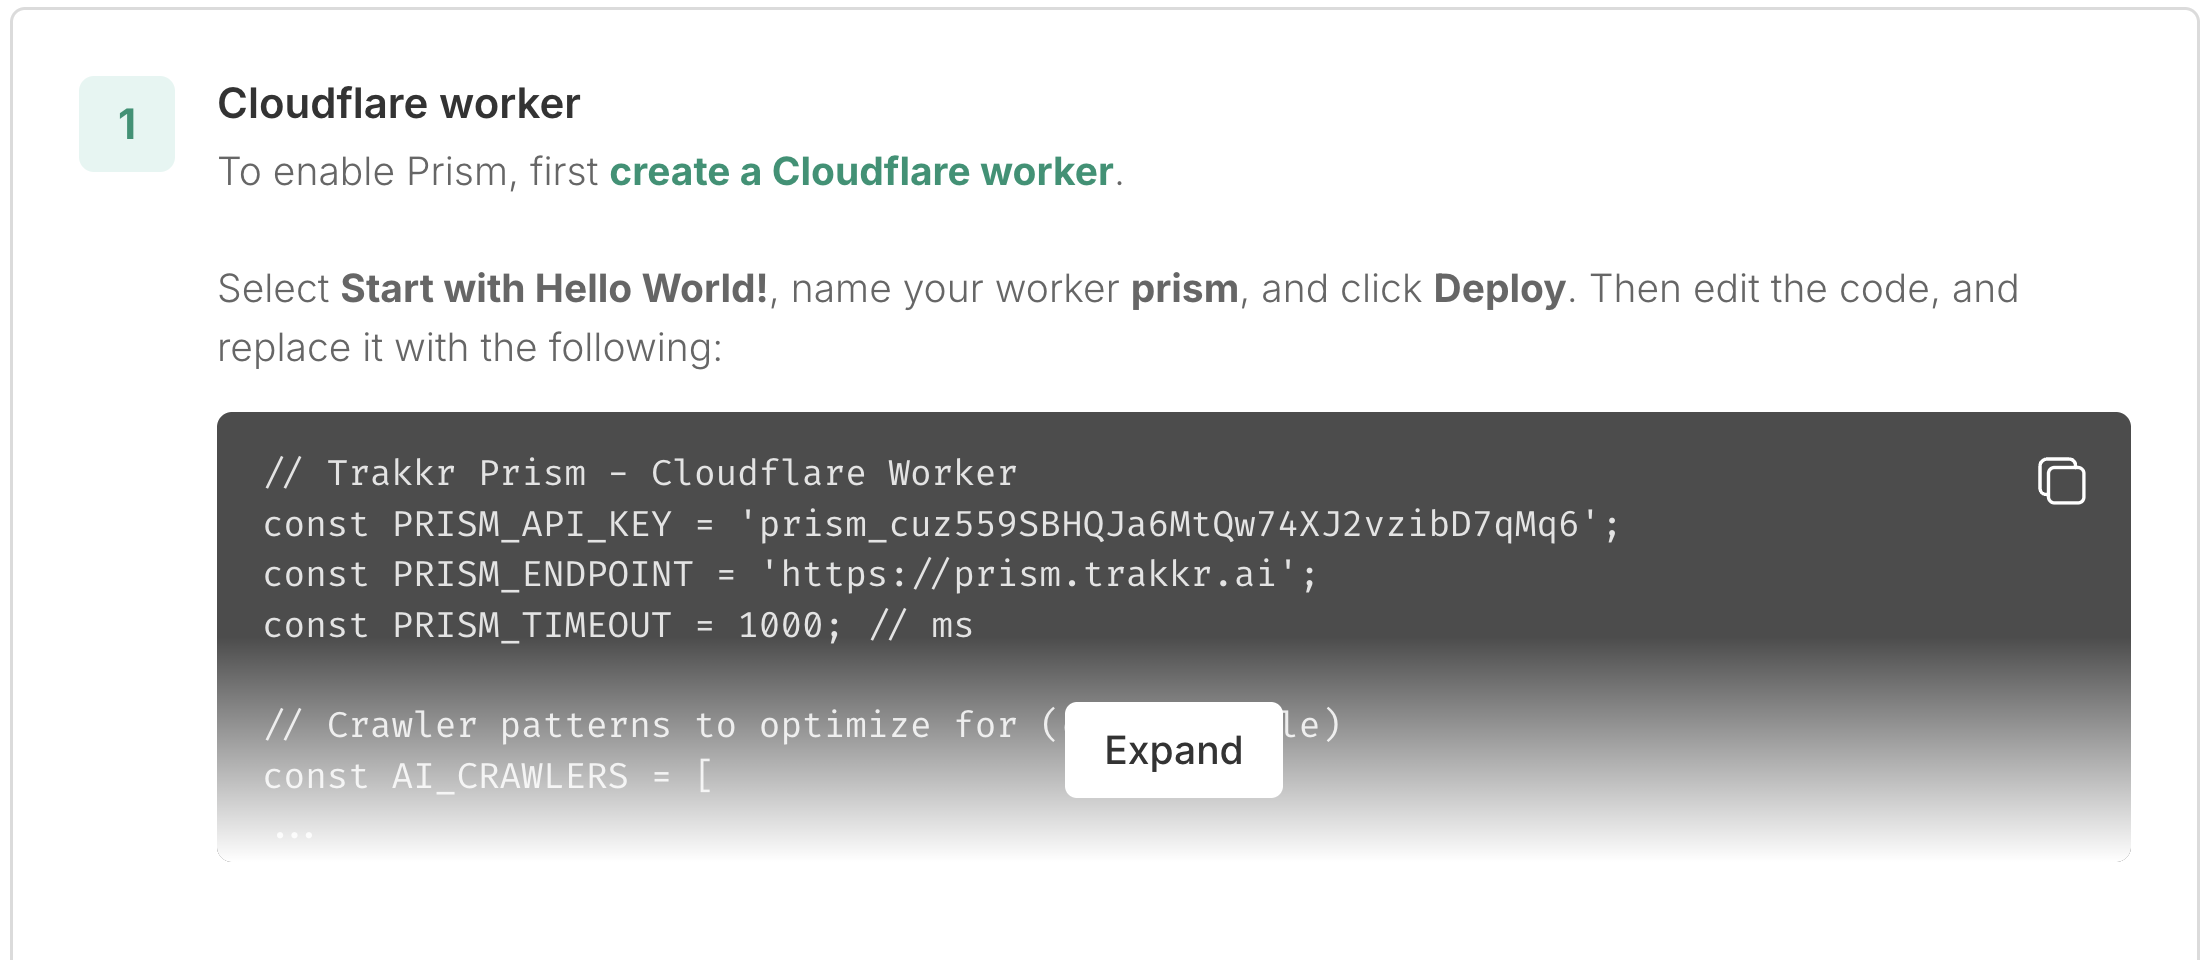 1
Cloudflare worker
To enable Prism, first create a Cloudflare worker.
Select Start with Hello World!, name your worker prism, and click Deploy. Then edit the code, and
replace it with the following:
// Trakkr Prism - Cloudflare Worker
const PRISM_API_KEY = 'prism_cuz559SBHQJa6MtQw74XJ2vzibD7qMq6';
const PRISM_ENDPOINT = 'https://prism.trakkr.ai';
const PRISM_TIMEOUT = 1000; // ms
// Crawler patterns to optimize for (
Expand
const AI_CRAWLERS = [
...